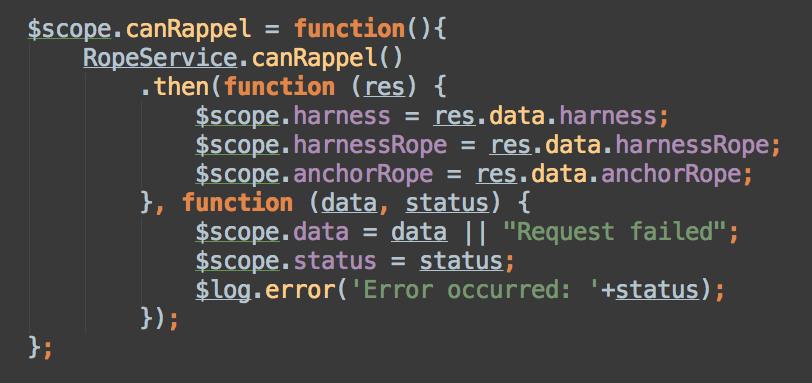 $scope.canRappel = function(){
    RopeService.canRappel()
        .then(function (res) {
            $scope.harness = res.data.harness;
            $scope.harnessRope = res.data.harnessRope;
            $scope.anchorRope = res.data.anchorRope;
        }, function (data, status) {
            $scope.data = data || "Request failed";
            $scope.status = status;
            $log.error('Error occurred: '+status);
        });
};